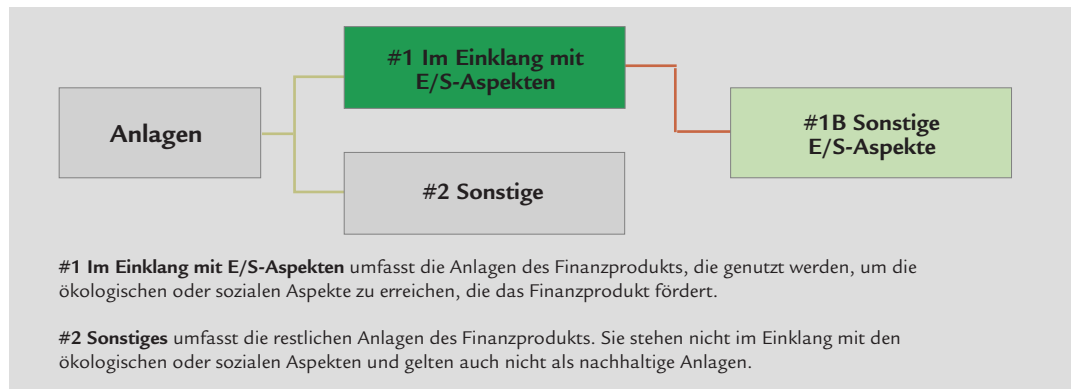 #1 Im Einklang mit
E/S-Aspekten
Anlagen
#1B Sonstige
E/S-Aspekte
#2 Sonstige
#1 Im Einklang mit E/S-Aspekten umfasst die Anlagen des Finanzprodukts, die genutzt werden, um die
ökologischen oder sozialen Aspekte zu erreichen, die das Finanzprodukt fördert.
#2 Sonstiges umfasst die restlichen Anlagen des Finanzprodukts. Sie stehen nicht im Einklang mit den
ökologischen oder sozialen Aspekten und gelten auch nicht als nachhaltige Anlagen.